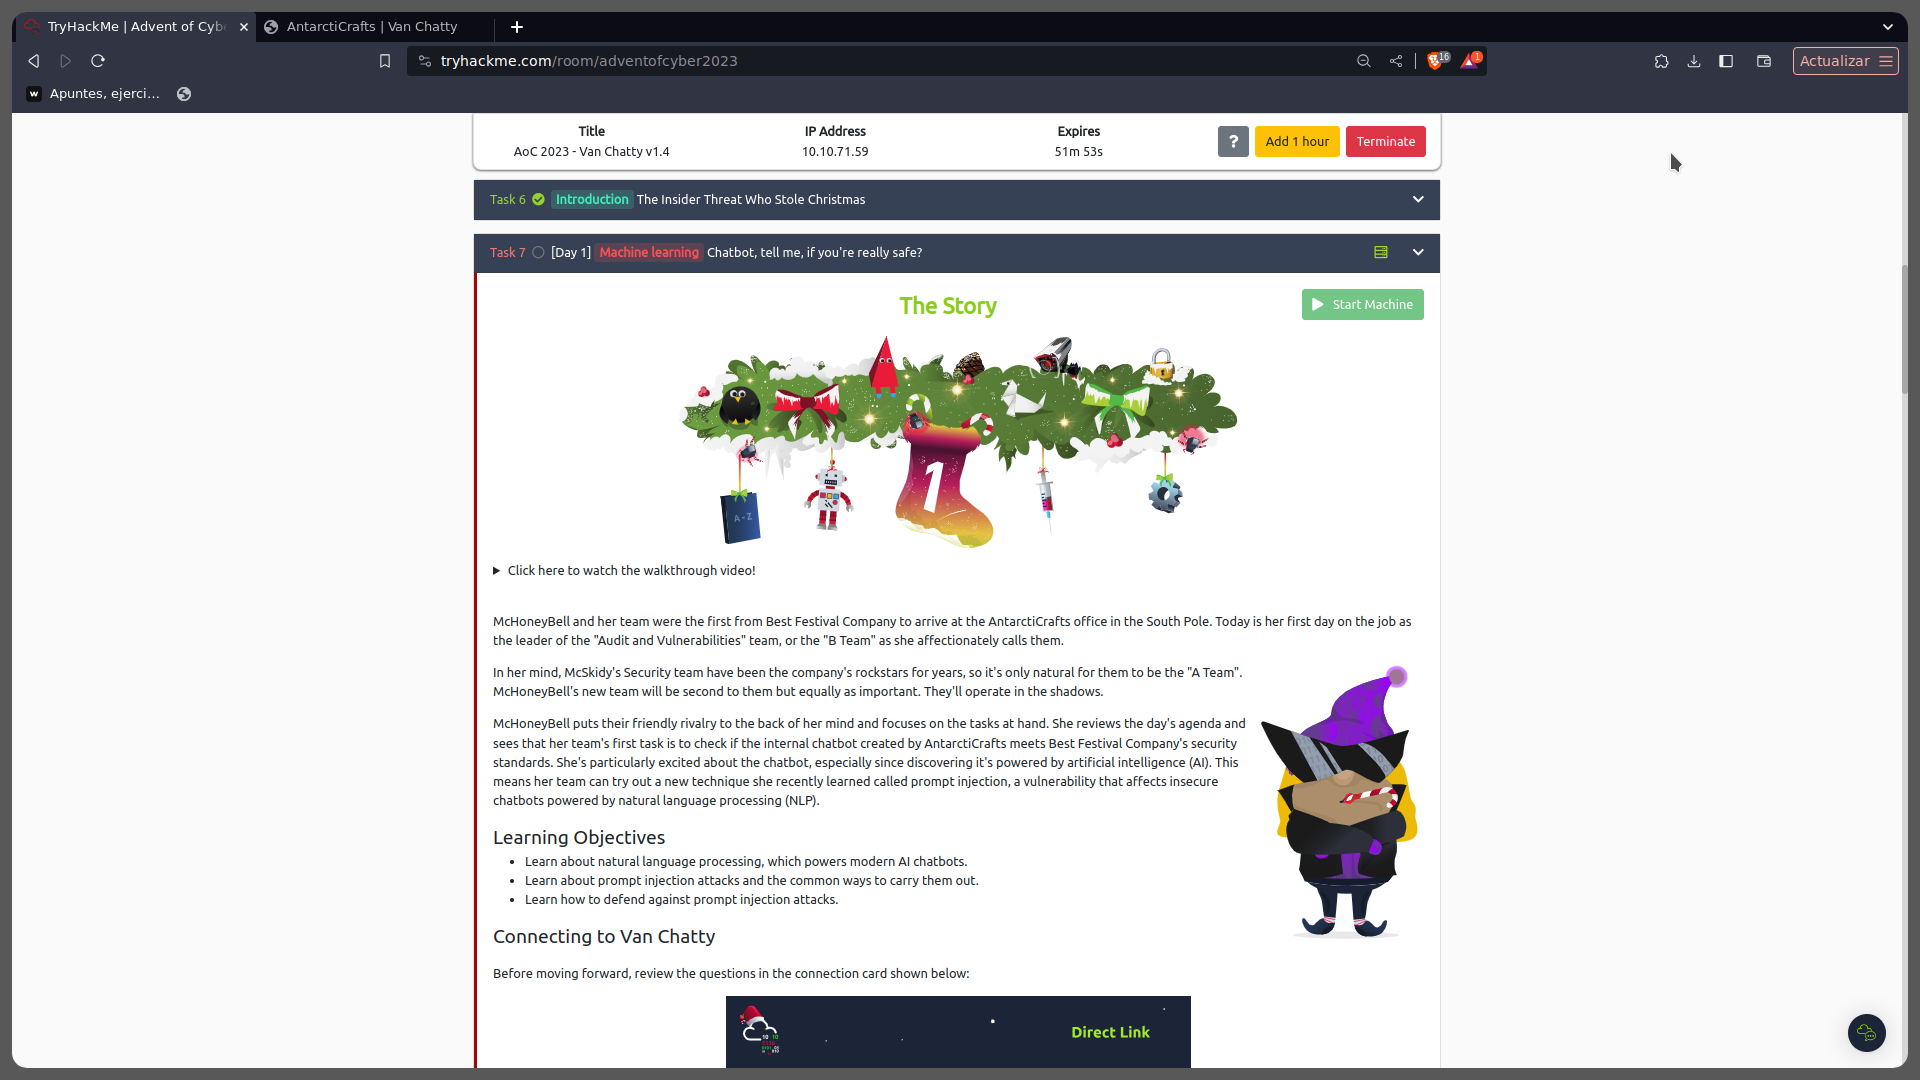 TryHackMe | Advent of Cybe
AntarctiCrafts | Van Chatty
tryhackme.com/room/adventofcyber2023
16
1
Actualizar
Apuntes, ejerci...
Title
IP Address
Expires
AoC 2023 - Van Chatty v1.4
10.10.71.59
51m 53s
?
Add 1 hour
Terminate
Task 6 Introduction The Insider Threat Who Stole Christmas
Task 7 [Day 1] Machine learning Chatbot, tell me, if you're really safe?
The Story
Start Machine
1
A-Z
Click here to watch the walkthrough video!
McHoneyBell and her team were the first from Best Festival Company to arrive at the AntarctiCrafts office in the South Pole. Today is her first day on the job as
the leader of the "Audit and Vulnerabilities" team, or the "B Team" as she affectionately calls them.
In her mind, McSkidy's Security team have been the company's rockstars for years, so it's only natural for them to be the "A Team".
McHoneyBell's new team will be second to them but equally as important. They'll operate in the shadows.
McHoneyBell puts their friendly rivalry to the back of her mind and focuses on the tasks at hand. She reviews the day's agenda and
sees that her team's first task is to check if the internal chatbot created by AntarctiCrafts meets Best Festival Company's security
standards. She's particularly excited about the chatbot, especially since discovering it's powered by artificial intelligence (AI). This
means her team can try out a new technique she recently learned called prompt injection, a vulnerability that affects insecure
chatbots powered by natural language processing (NLP).
Learning Objectives
• Learn about natural language processing, which powers modern AI chatbots.
• Learn about prompt injection attacks and the common ways to carry them out.
• Learn how to defend against prompt injection attacks.
Connecting to Van Chatty
Before moving forward, review the questions in the connection card shown below:
Direct Link